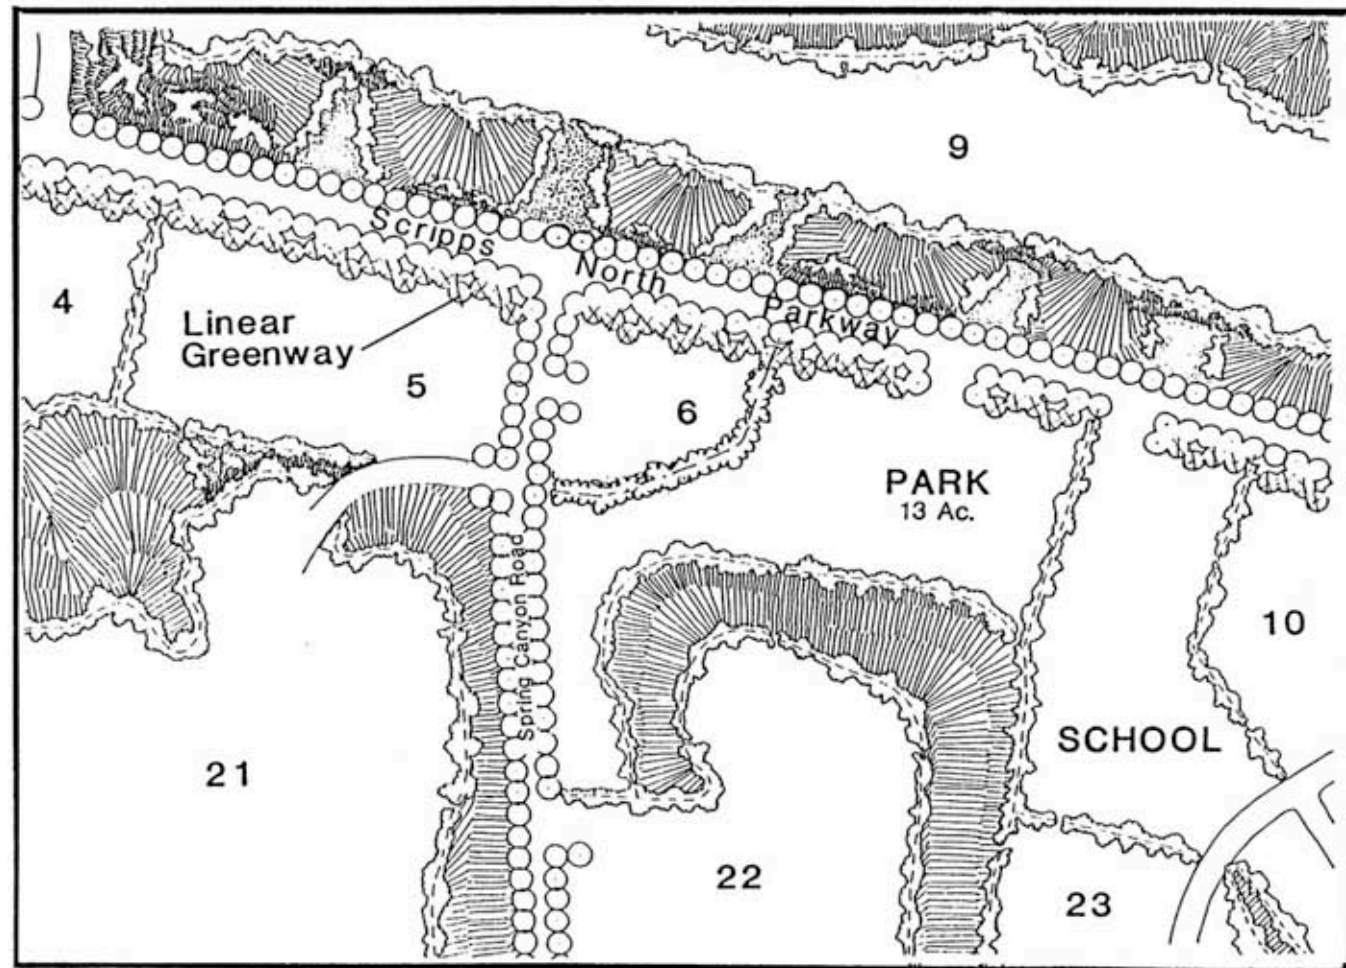 9
Scripps
North
Parkway
4
Linear
Greenway
5
6
PARK
13 Ac.
10
Spring Canyon Road
SCHOOL
21
22
23